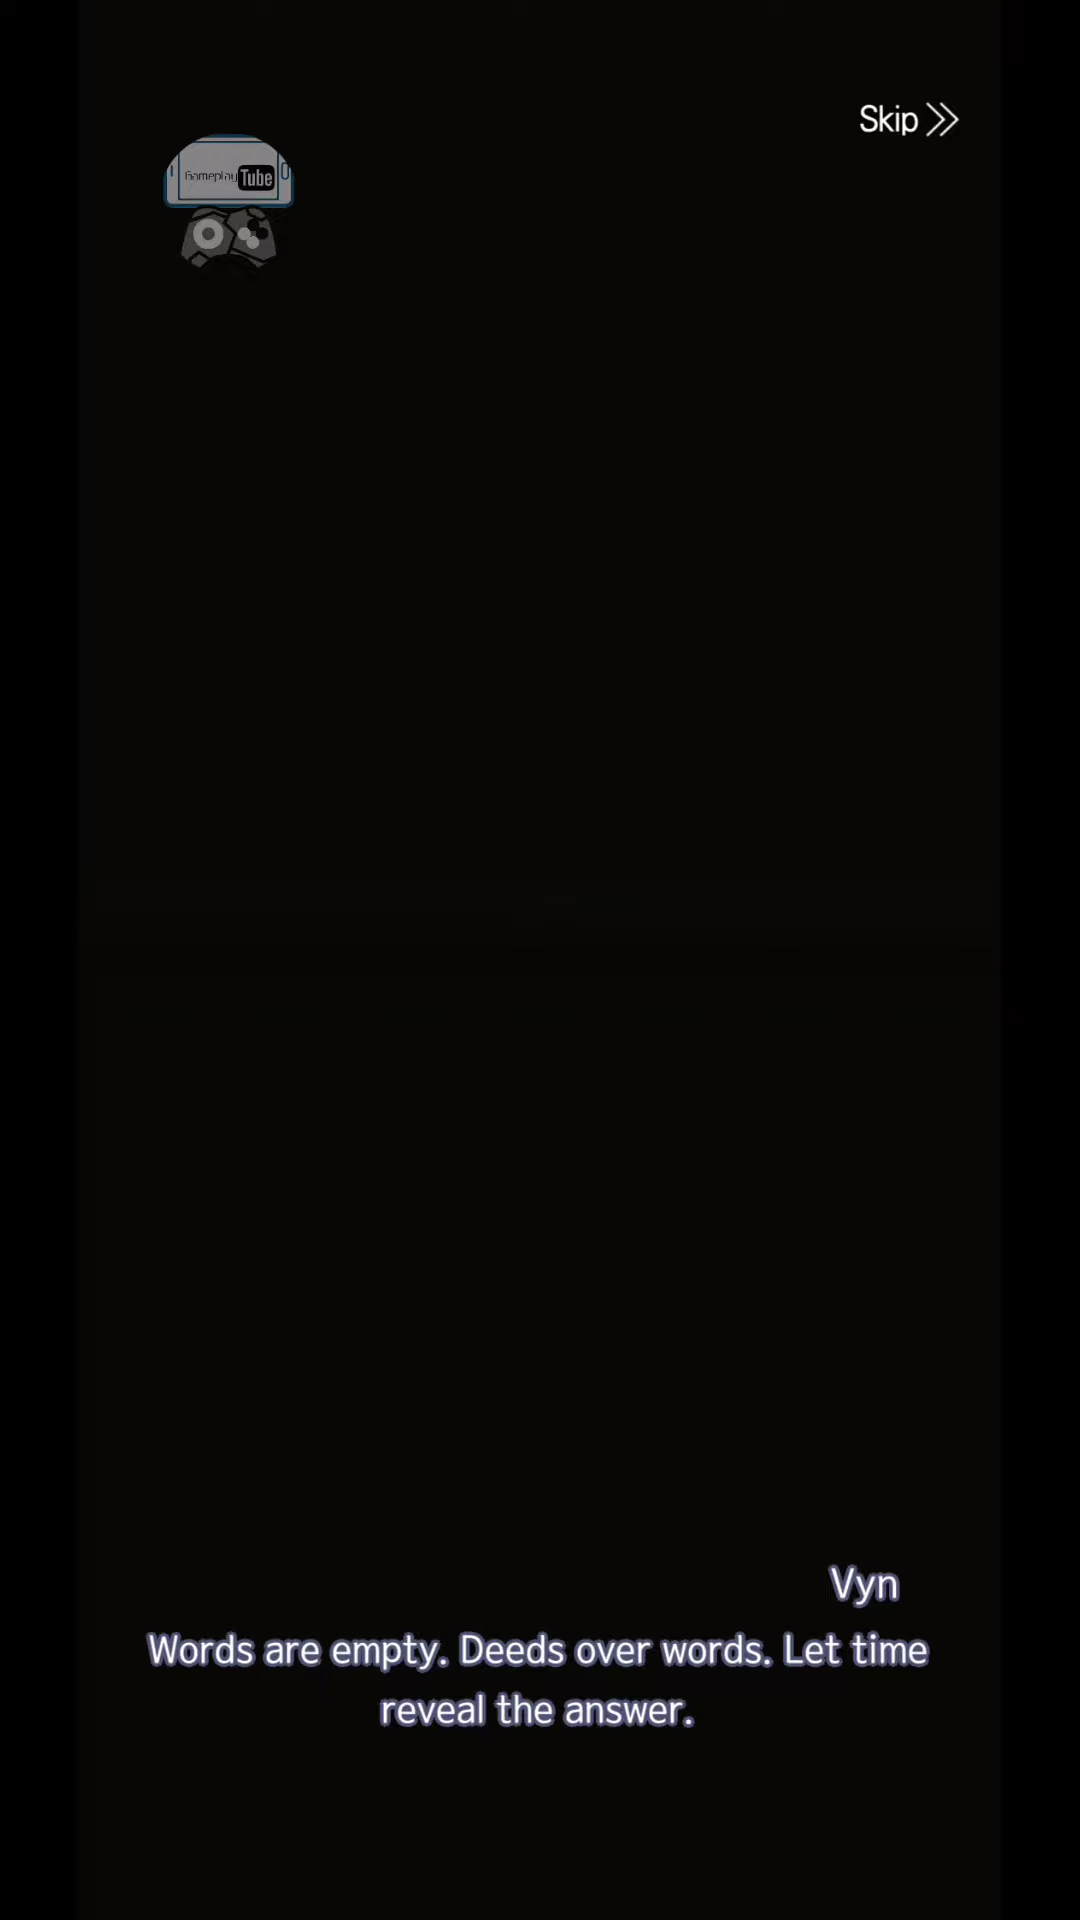 Skip
Gameplay Tube
Vyn
Words are empty. Deeds over words. Let time
reveal the answer.